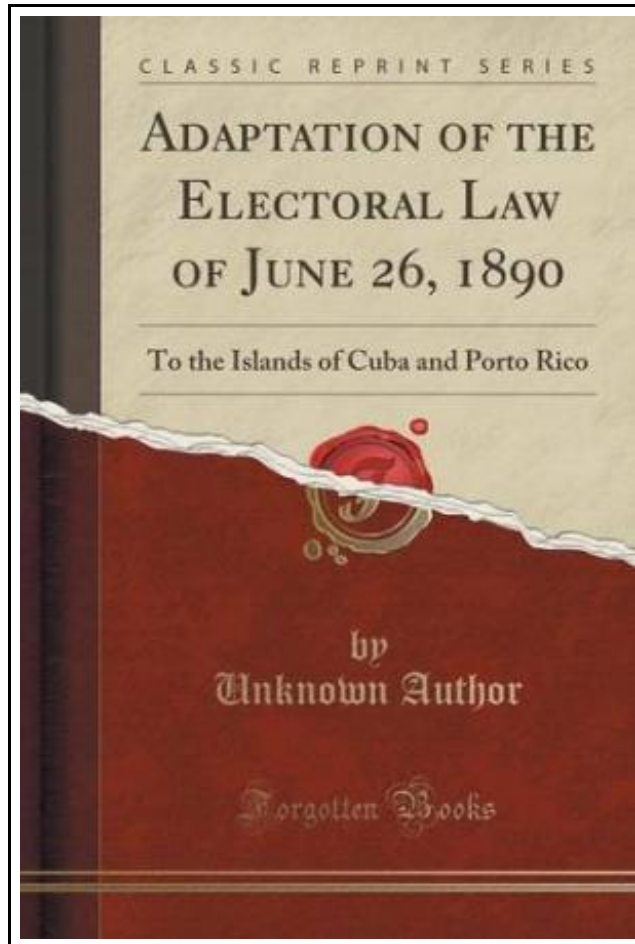 CLASSIC REPRINT SERIES
ADAPTATION OF THE
ELECTORAL LAW
OF JUNE 26, 1890
To the Islands of Cuba and Porto Rico
by
Unknown Author
Forgotten Books